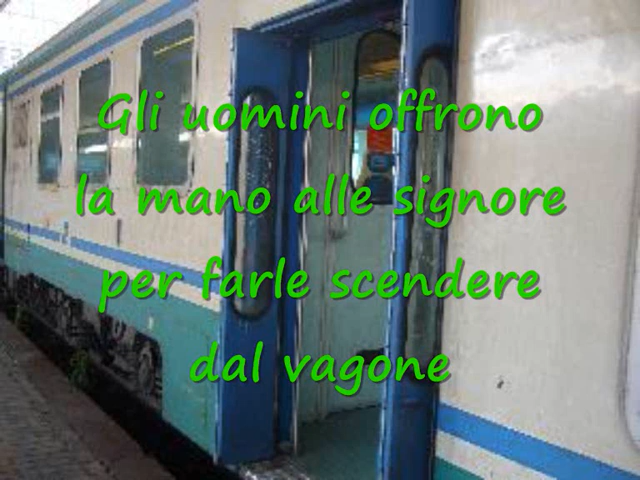 Gli uomini offrono
la mano alle signore
per farle scendere
dal vagone